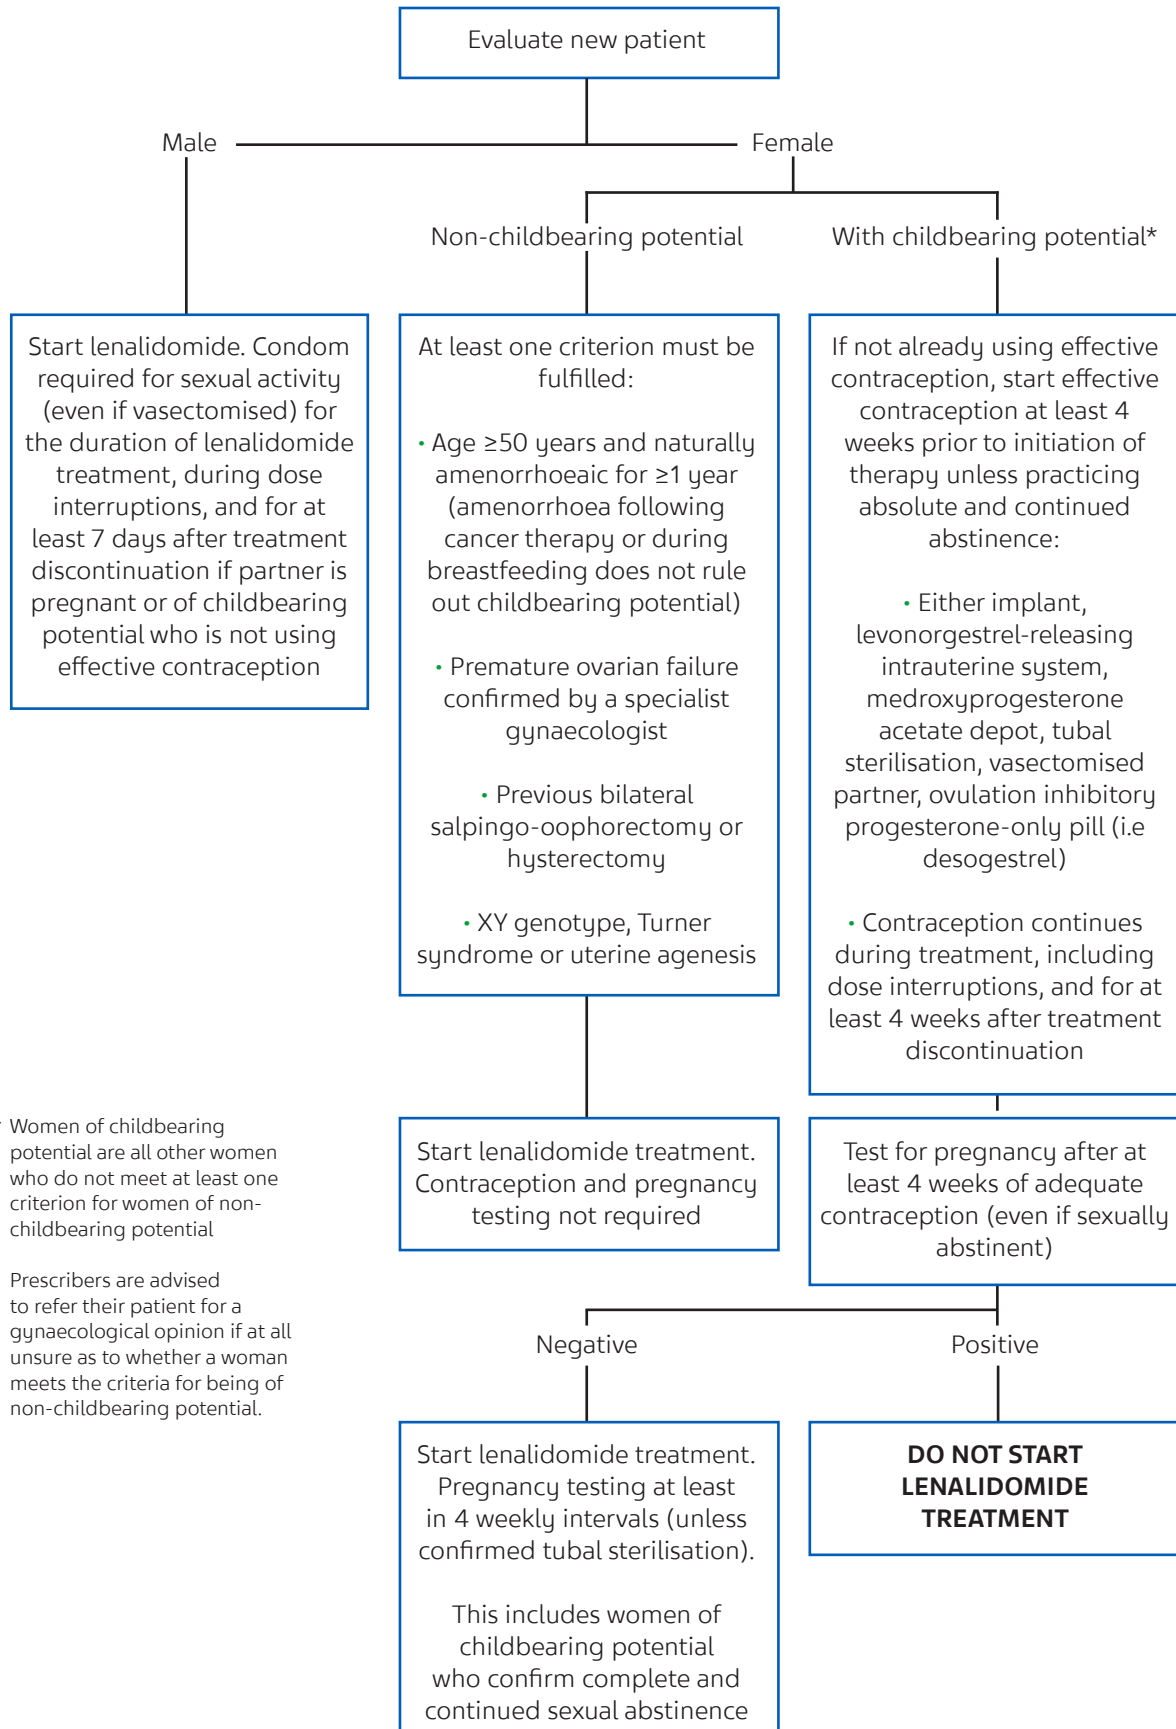 Evaluate new patient
Male
Female
Non-childbearing potential
With childbearing potential*
Start lenalidomide. Condom
required for sexual activity
(even if vasectomised) for
the duration of lenalidomide
treatment, during dose
interruptions, and for at
least 7 days after treatment
discontinuation if partner is
pregnant or of childbearing
potential who is not using
effective contraception
At least one criterion must be
fulfilled:
• Age ≥50 years and naturally
amenorrhoeaic for ≥1 year
(amenorrhoea following
cancer therapy or during
breastfeeding does not rule
out childbearing potential)
• Premature ovarian failure
confirmed by a specialist
gynaecologist
• Previous bilateral
salpingo-oophorectomy or
hysterectomy
• XY genotype, Turner
syndrome or uterine agenesis
If not already using effective
contraception, start effective
contraception at least 4
weeks prior to initiation of
therapy unless practicing
absolute and continued
abstinence:
• Either implant,
levonorgestrel-releasing
intrauterine system,
medroxyprogesterone
acetate depot, tubal
sterilisation, vasectomised
partner, ovulation inhibitory
progesterone-only pill (i.e
desogestrel)
• Contraception continues
during treatment, including
dose interruptions, and for at
least 4 weeks after treatment
discontinuation
* Women of childbearing
potential are all other women
who do not meet at least one
criterion for women of non-
childbearing potential
Prescribers are advised
to refer their patient for a
gynaecological opinion if at all
unsure as to whether a woman
meets the criteria for being of
non-childbearing potential.
Start lenalidomide treatment.
Contraception and pregnancy
testing not required
Test for pregnancy after at
least 4 weeks of adequate
contraception (even if sexually
abstinent)
Negative
Positive
Start lenalidomide treatment.
Pregnancy testing at least
in 4 weekly intervals (unless
confirmed tubal sterilisation).
This includes women of
childbearing potential
who confirm complete and
continued sexual abstinence
DO NOT START
LENALIDOMIDE
TREATMENT